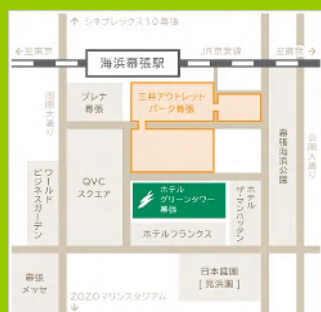 ↑ シネプレックス10幕張
←至東京
JR京葉線
至蘇我→
海浜幕張駅
国際大通り
プレナ
幕張
三井アウトレット
パーク幕張
幕張海浜公園
公園大通り
ワールド
ビジネスガーデン
QVC
スクエア
ホテル
グリーンタワー
幕張
ホテル
ザ・マンハッタン
ホテルフランクス
幕張
メッセ
日本庭園
[見浜園]
ZOZOマリンスタジアム
↓